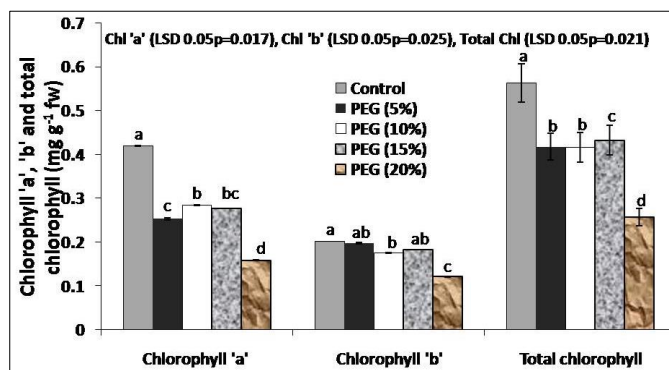 Chl 'a' (LSD 0.05p=0.017), Chl 'b' (LSD 0.05p=0.025), Total Chl (LSD 0.05p=0.021)
Chlorophyll 'a', 'b' and total
chlorophyll (mg g-1 fw)
0.7
0.6
0.5
0.4
0.3
0.2
0.1
0
Control
PEG (5%)
PEG (10%)
PEG (15%)
PEG (20%)
a
c
b
bc
d
a
ab
b
ab
c
a
b
b
c
d
Chlorophyll 'a'
Chlorophyll 'b'
Total chlorophyll